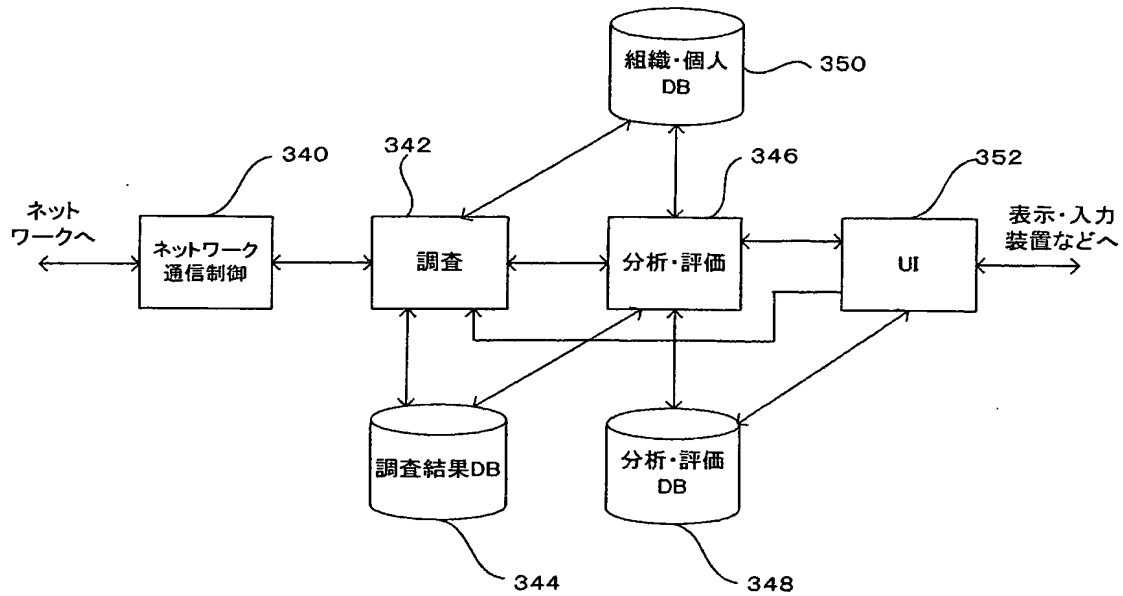 組織・個人
DB
350
340
342
346
352
ネット
ワークへ
ネットワーク
通信制御
調査
分析・評価
UI
表示・入力
装置などへ
調査結果DB
分析・評価
DB
344
348